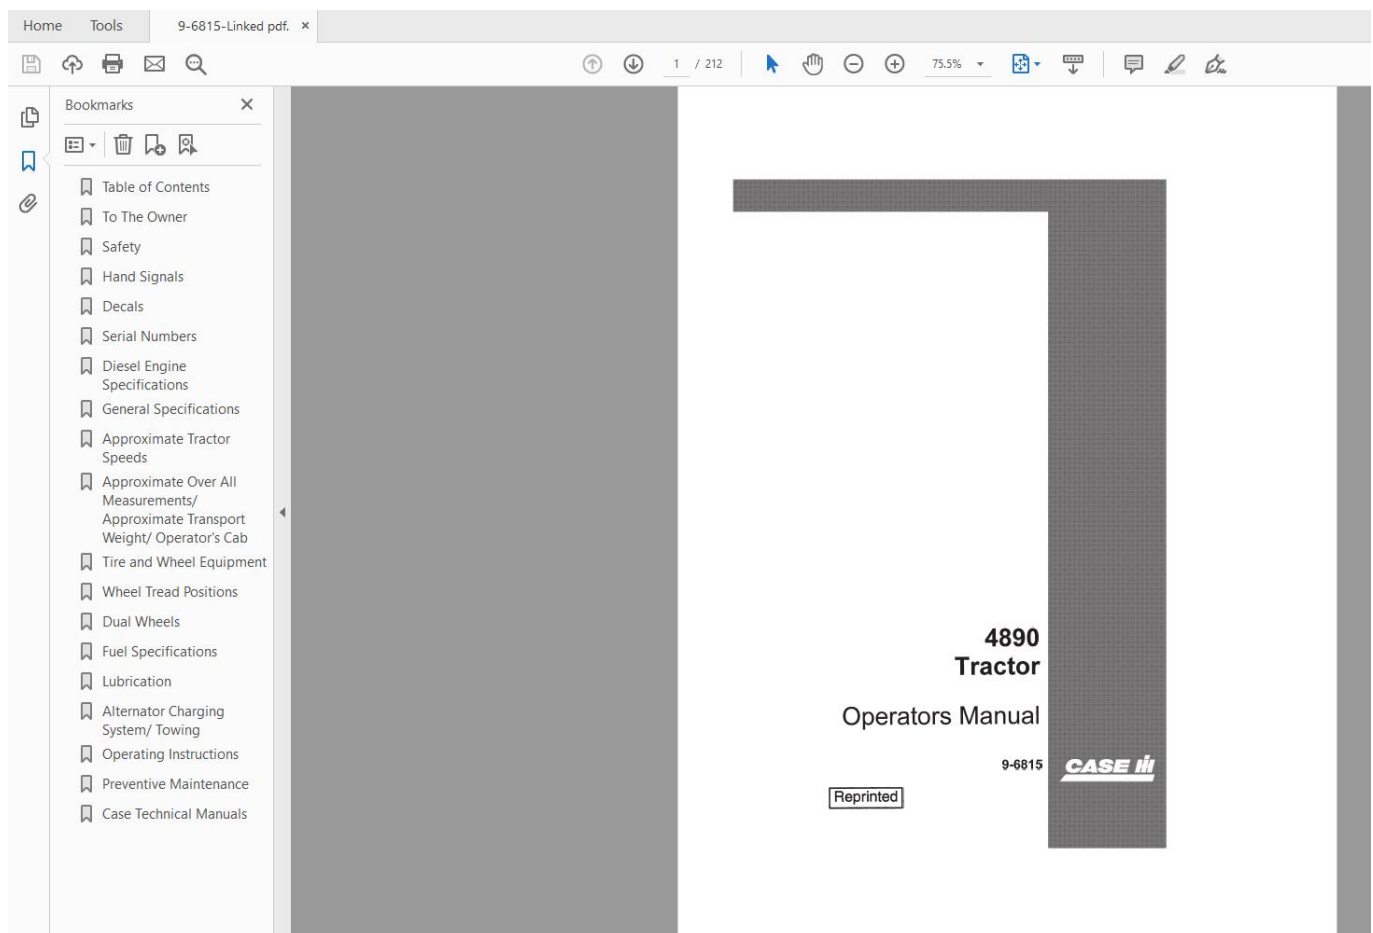 Home Tools 9-6815-Linked pdf. ×
1 / 212 75.5%
Bookmarks
Table of Contents
To The Owner
Safety
Hand Signals
Decals
Serial Numbers
Diesel Engine
Specifications
General Specifications
Approximate Tractor
Speeds
Approximate Over All
Measurements/
Approximate Transport
Weight/ Operator's Cab
Tire and Wheel Equipment
Wheel Tread Positions
Dual Wheels
Fuel Specifications
Lubrication
Alternator Charging
System/ Towing
Operating Instructions
Preventive Maintenance
Case Technical Manuals
4890
Tractor
Operators Manual
9-6815
CASE IH
Reprinted